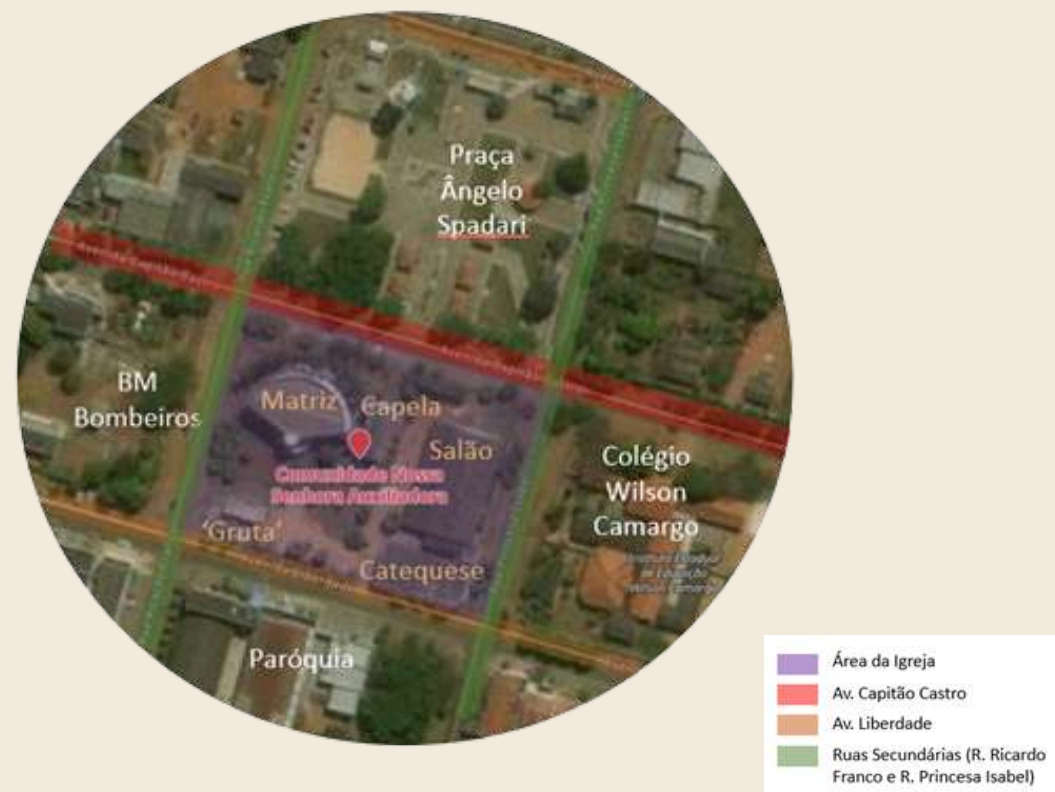 Praça
Ângelo
Spadari
BM
Bombeiros
Matriz
Capela
Salão
Comunidade Nossa
Senhora Auxiliadora
Colégio
Wilson
Camargo
'Gruta'
Catequese
Paróquia
Área da Igreja
Av. Capitão Castro
Av. Liberdade
Ruas Secundárias (R. Ricardo
Franco e R. Princesa Isabel)